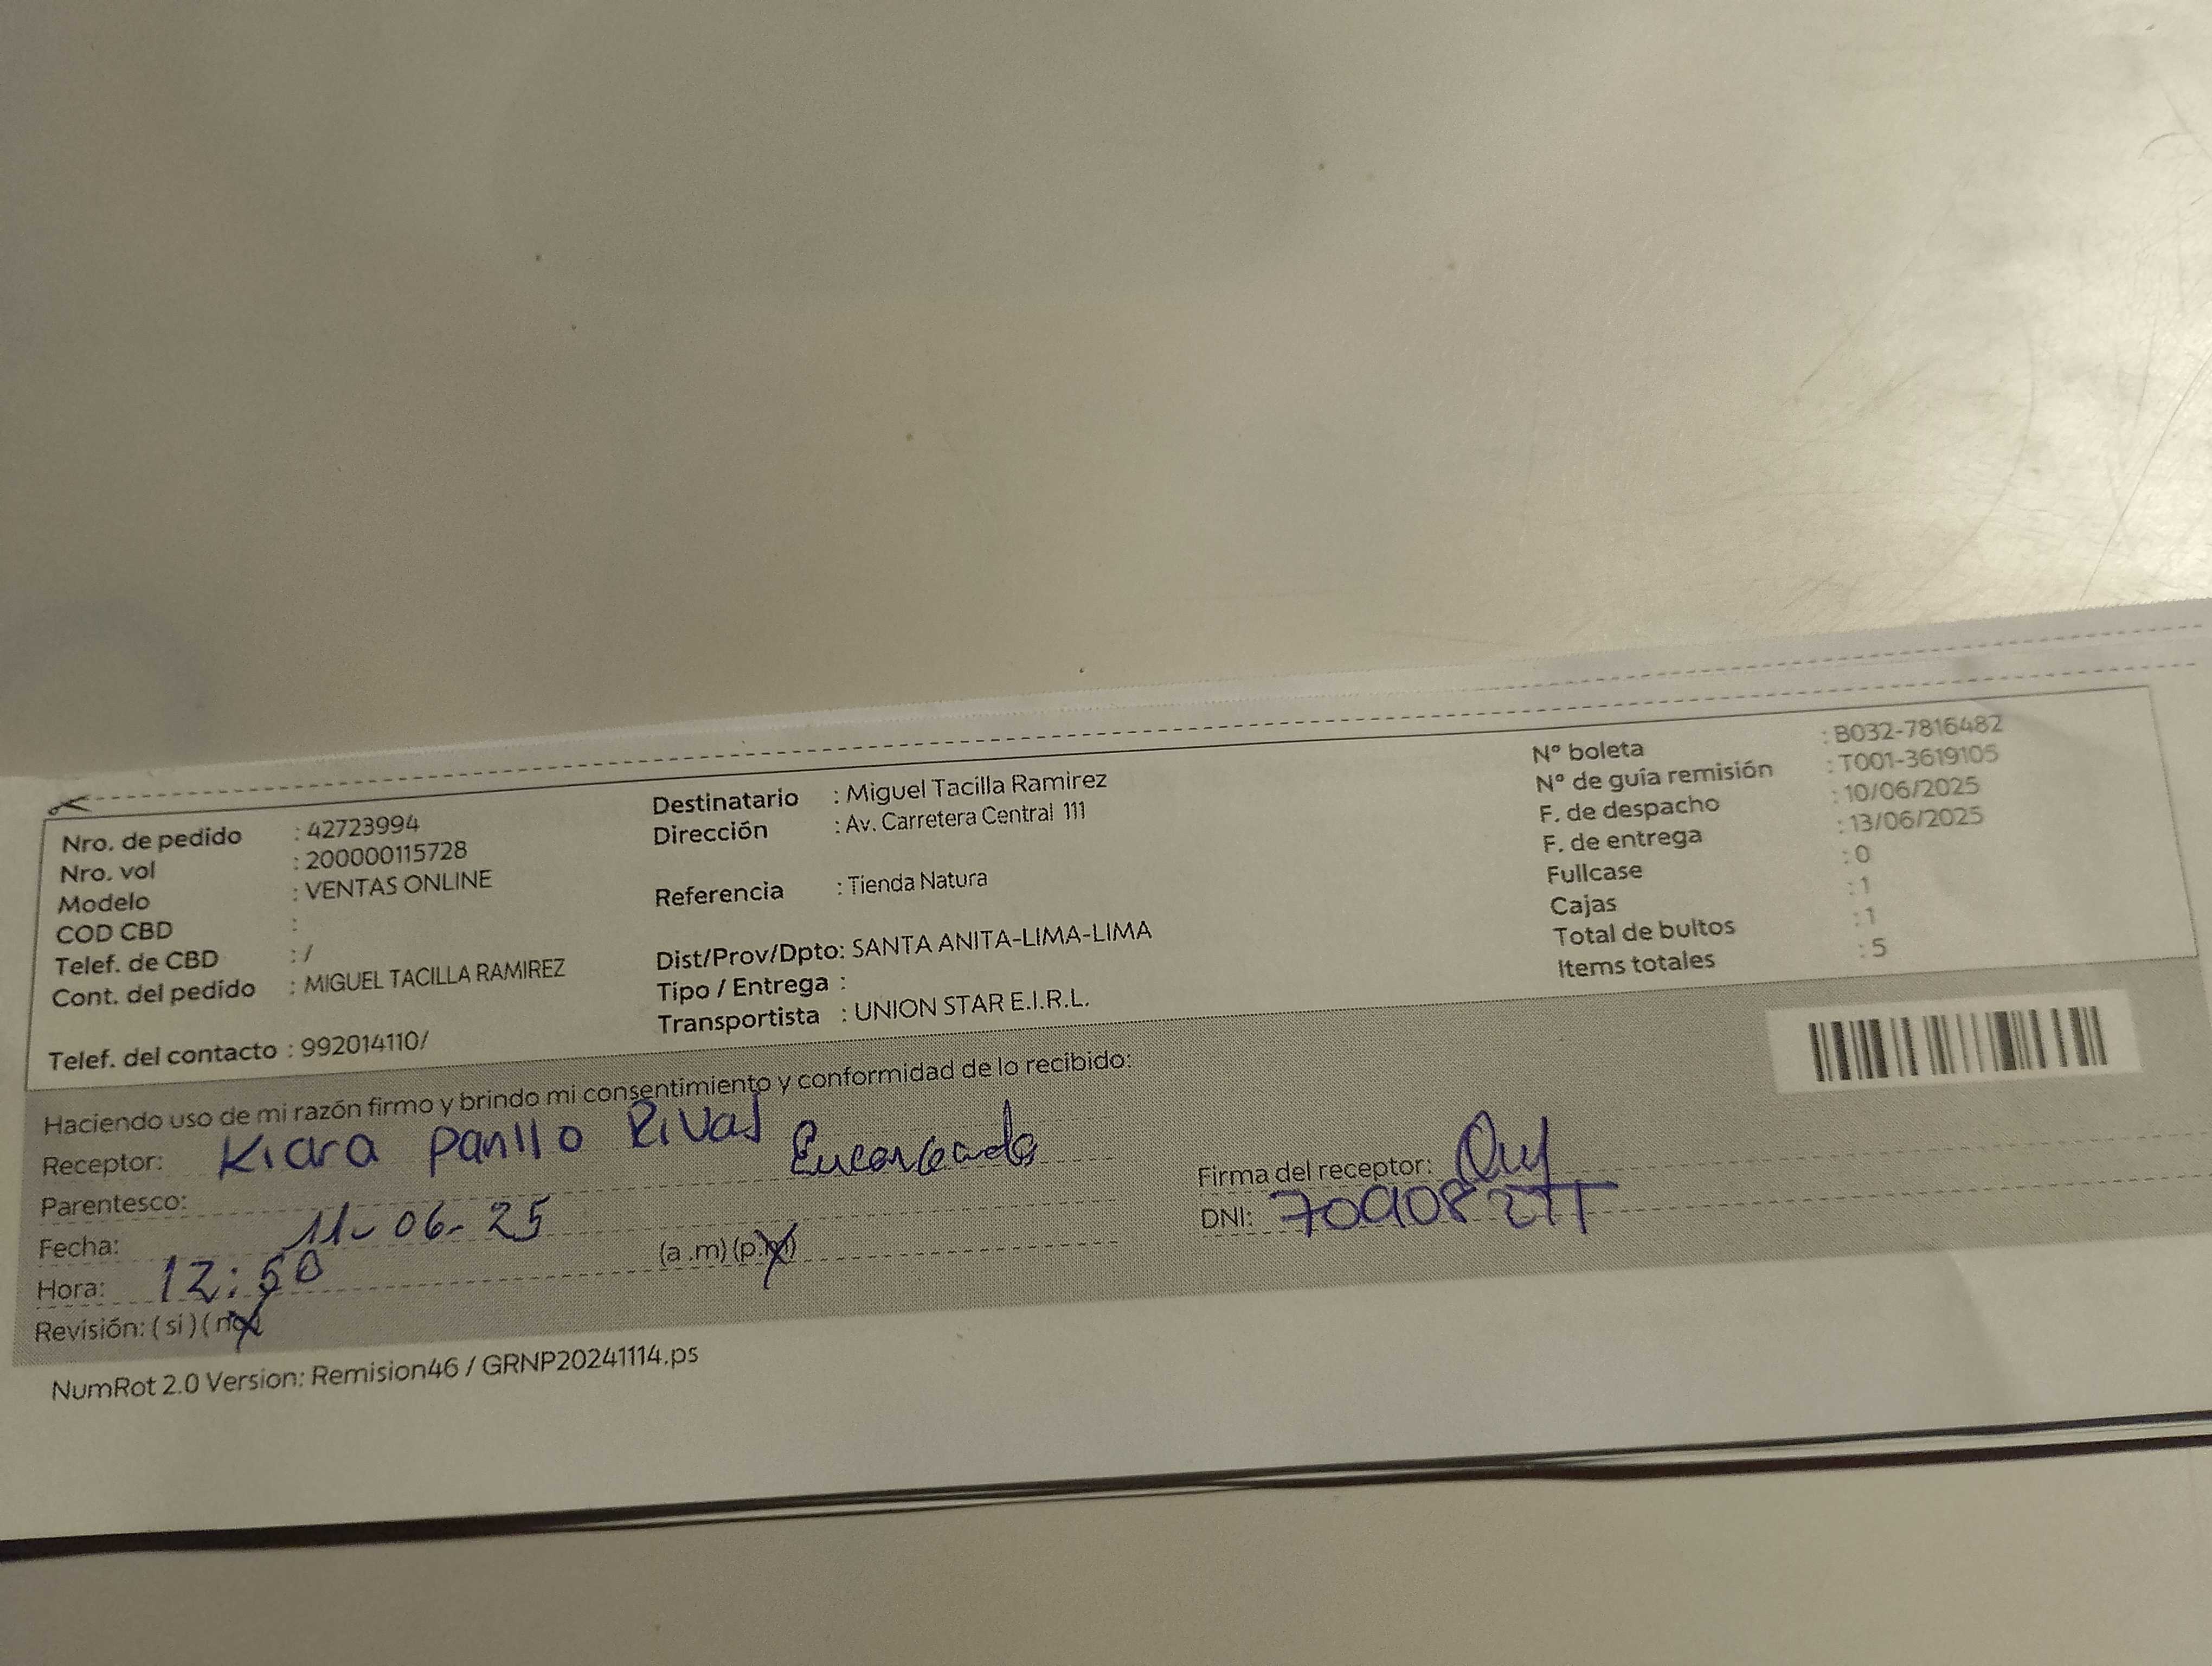 Nro. de pedido : 42723994
Nro. vol : 200000115728
Modelo : VENTAS ONLINE
COD CBD :
Telef. de CBD : /
Cont. del pedido : MIGUEL TACILLA RAMIREZ
Telef. del contacto : 992014110/
Destinatario : Miguel Tacilla Ramirez
Dirección : Av. Carretera Central 111
Referencia : Tienda Natura
Dist/Prov/Dpto: SANTA ANITA-LIMA-LIMA
Tipo / Entrega :
Transportista : UNION STAR E.I.R.L.
N° boleta : B032-7816482
N° de guía remisión : T001-3619105
F. de despacho : 10/06/2025
F. de entrega : 13/06/2025
Fullcase : 0
Cajas : 1
Total de bultos : 1
Items totales : 5
Haciendo uso de mi razón firmo y brindo mi consentimiento y conformidad de lo recibido:
Receptor: Kiara Rivas
Parentesco: Encargada
Fecha: 11-06-25
Hora: 12:50 (a .m) (p.m)
Revisión: ( si ) ( no )
Firma del receptor:
DNI:
NumRot 2.0 Version: Remision46 / GRNP20241114.ps